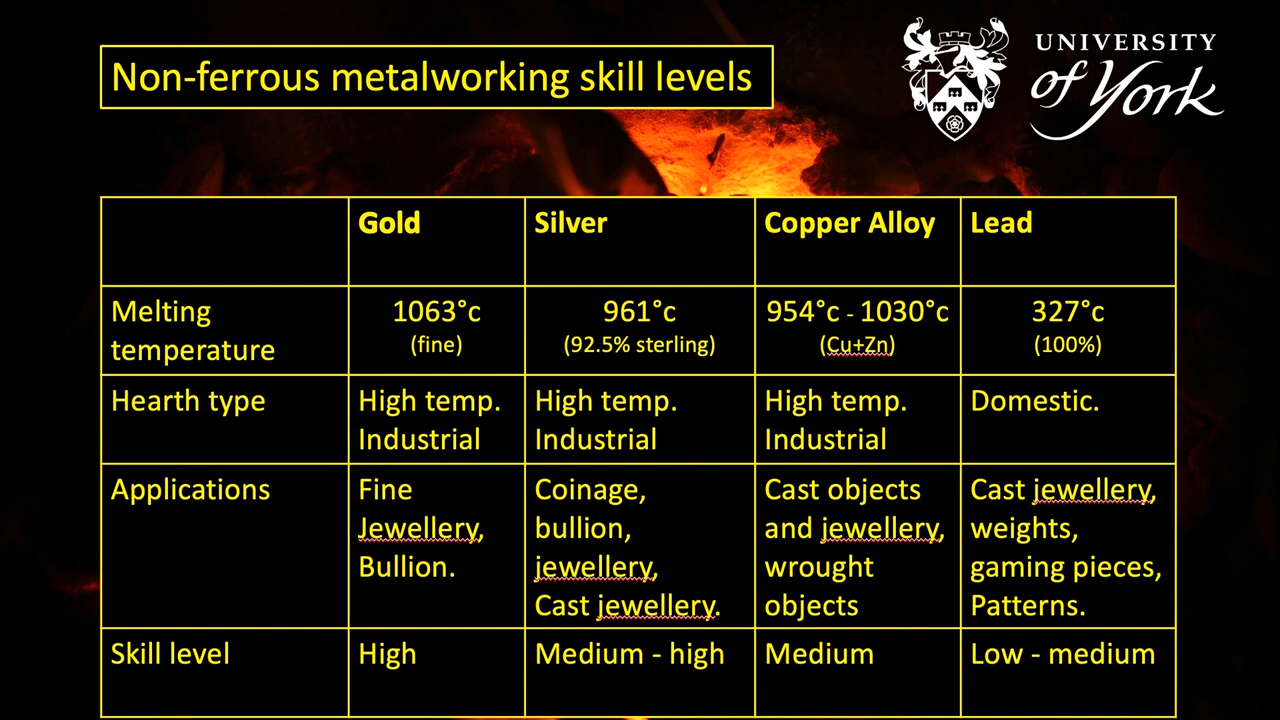 Non-ferrous metalworking skill levels
UNIVERSITY
of York
Gold
Silver
Copper Alloy
Lead
Melting
temperature
1063°c
(fine)
961°c
(92.5% sterling)
954°c - 1030°c
(Cu+Zn)
327°c
(100%)
Hearth type
High temp.
Industrial
High temp.
Industrial
High temp.
Industrial
Domestic.
Applications
Fine
Jewellery,
Bullion.
Coinage,
bullion,
jewellery,
Cast jewellery.
Cast objects
and jewellery,
wrought
objects
Cast jewellery,
weights,
gaming pieces,
Patterns.
Skill level
High
Medium - high
Medium
Low - medium